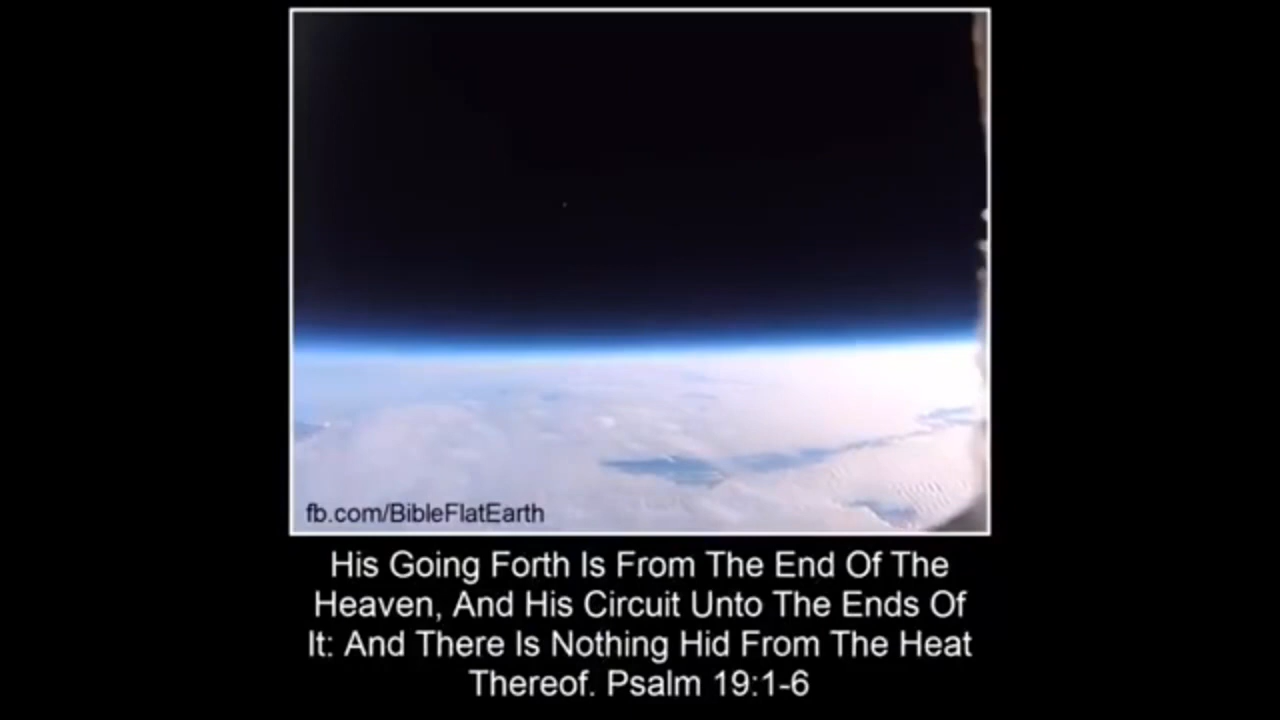 fb.com/BibleFlatEarth
His Going Forth Is From The End Of The
Heaven, And His Circuit Unto The Ends Of
It: And There Is Nothing Hid From The Heat
Thereof. Psalm 19:1-6